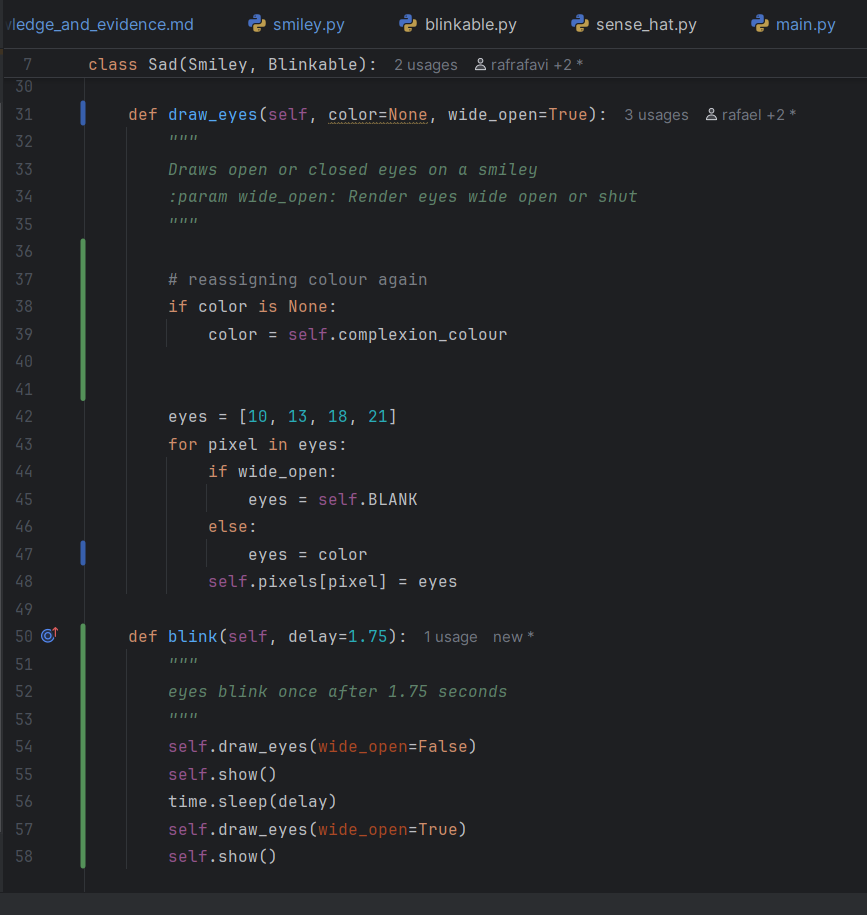 ledge_and_evidence.md smiley.py blinkable.py sense_hat.py main.py
7 class Sad(Smiley, Blinkable): 2 usages rafrafavi +2 *
30
31 def draw_eyes(self, color=None, wide_open=True): 3 usages rafael +2 *
32 """
33 Draws open or closed eyes on a smiley
34 :param wide_open: Render eyes wide open or shut
35 """
36
37 # reassigning colour again
38 if color is None:
39 color = self.complexion_colour
40
41
42 eyes = [10, 13, 18, 21]
43 for pixel in eyes:
44 if wide_open:
45 eyes = self.BLANK
46 else:
47 eyes = color
48 self.pixels[pixel] = eyes
49
50 def blink(self, delay=1.75): 1 usage new *
51 """
52 eyes blink once after 1.75 seconds
53 """
54 self.draw_eyes(wide_open=False)
55 self.show()
56 time.sleep(delay)
57 self.draw_eyes(wide_open=True)
58 self.show()